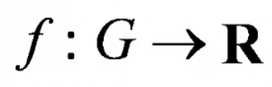 f : G → R